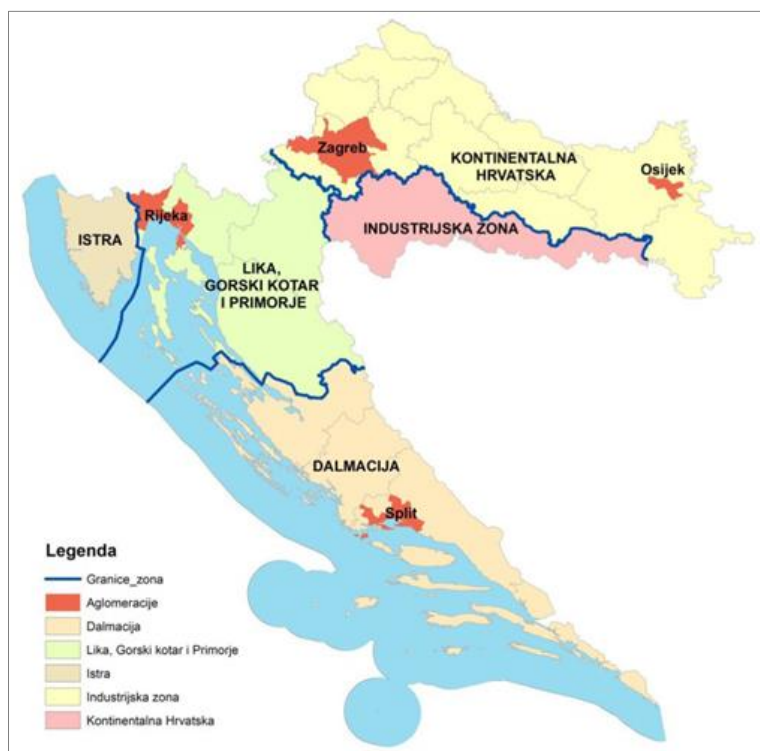 Zagreb
KONTINENTALNA
HRVATSKA
Osijek
Rijeka
ISTRA
INDUSTRIJSKA ZONA
LIKA,
GORSKI KOTAR
I PRIMORJE
DALMACIJA
Split
Legenda
Granice_zona
Aglomeracije
Dalmacija
Lika, Gorski kotar i Primorje
Istra
Industrijska zona
Kontinentalna Hrvatska